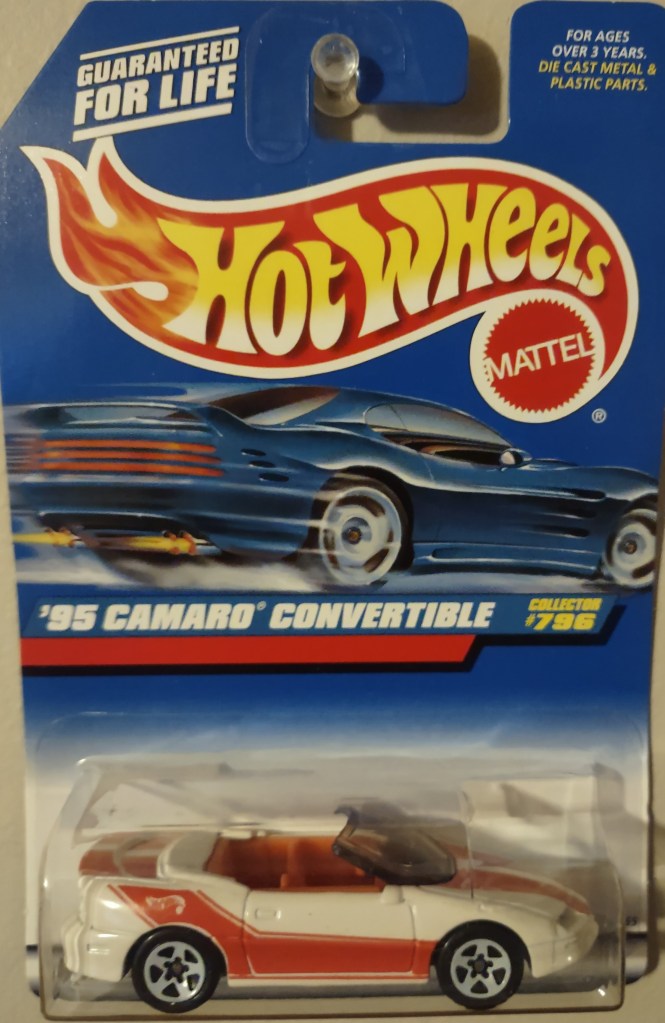 GUARANTEED
FOR LIFE
FOR AGES
OVER 3 YEARS.
DIE CAST METAL &
PLASTIC PARTS.
HOT WHEELS
MATTEL
®
'95 CAMARO® CONVERTIBLE
COLLECTOR
#796